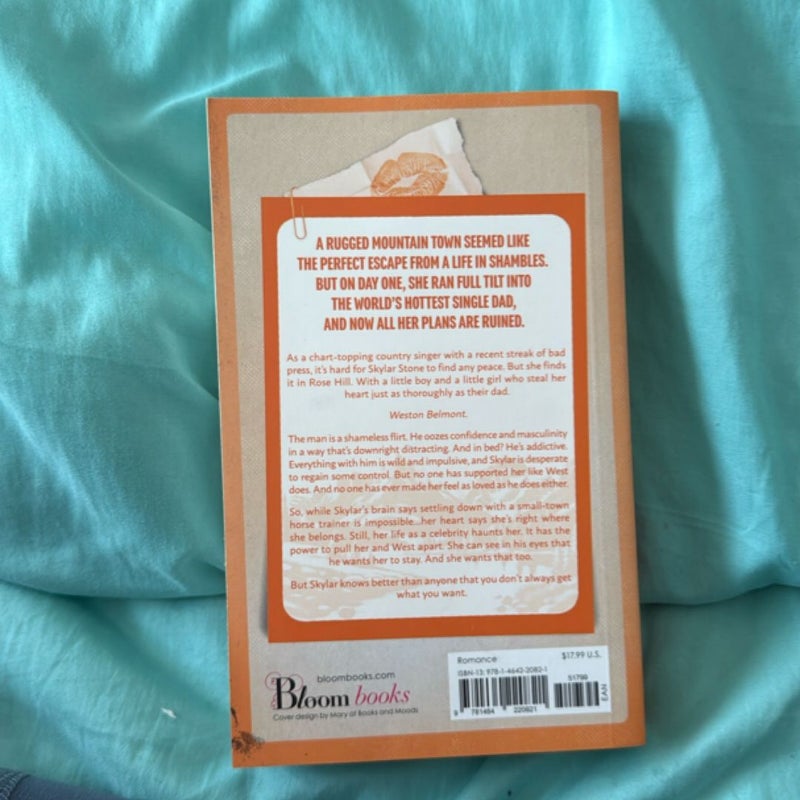 A RUGGED MOUNTAIN TOWN SEEMED LIKE
THE PERFECT ESCAPE FROM A LIFE IN SHAMBLES.
BUT ON DAY ONE, SHE RAN FULL TILT INTO
THE WORLD'S HOTTEST SINGLE DAD,
AND NOW ALL HER PLANS ARE RUINED.
As a chart-topping country singer with a recent streak of bad
press, it's hard for Skylar Stone to find any peace. But she finds
it in Rose Hill. With a little boy and a little girl who steal her
heart just as thoroughly as their dad.
Weston Belmont.
The man is a shameless flirt. He oozes confidence and masculinity
in a way that's downright distracting. And in bed? He's addictive.
Everything with him is wild and impulsive, and Skylar is desperate
to regain some control. But no one has supported her like West
does. And no one has ever made her feel as loved as he does either.
So, while Skylar's brain says settling down with a small-town
horse trainer is impossible...her heart says she's right where
she belongs. Still, her life as a celebrity haunts her. It has the
power to pull her and West apart. She can see in his eyes that
he wants her to stay. And she wants that too.
But Skylar knows better than anyone that you don't always get
what you want.
bloombooks.com
Bloom books
Cover design by Mary at Books and Moods
Romance $17.99 U.S.
ISBN-13: 978-1-4642-2082-1
51799
EAN
9 781464 220821